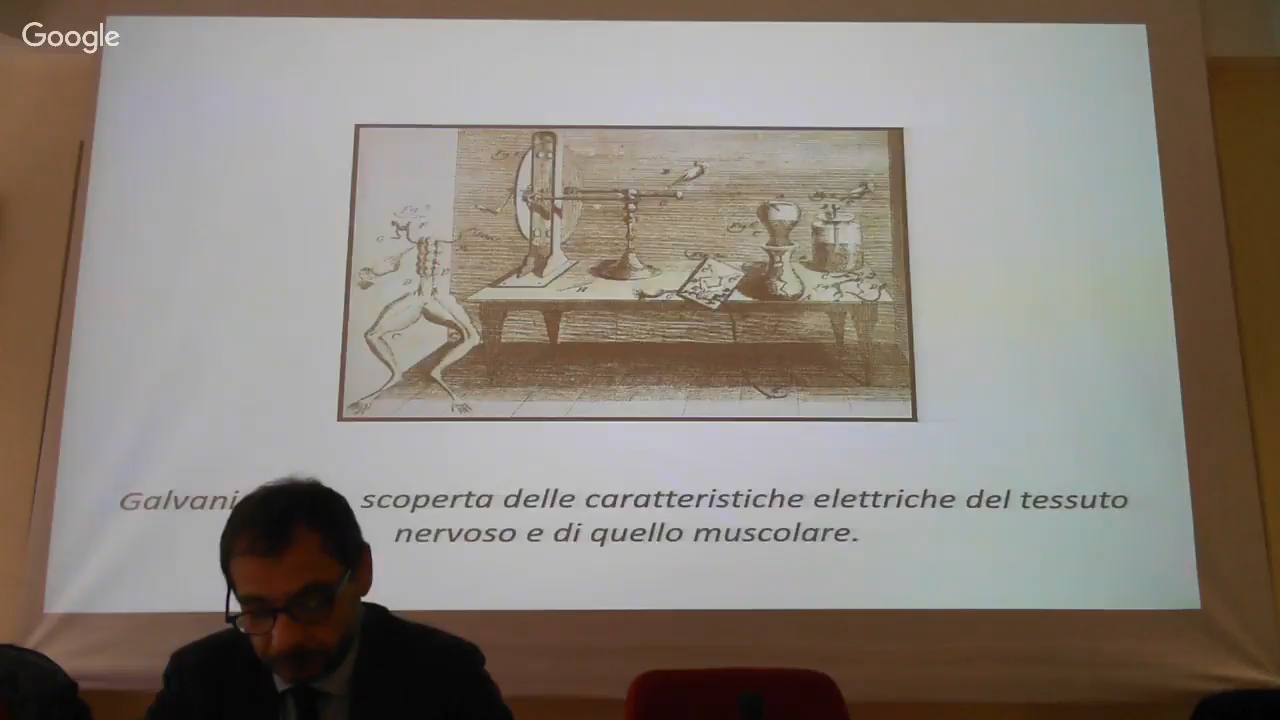 Google
Galvani scoperta delle caratteristiche elettriche del tessuto
nervoso e di quello muscolare.